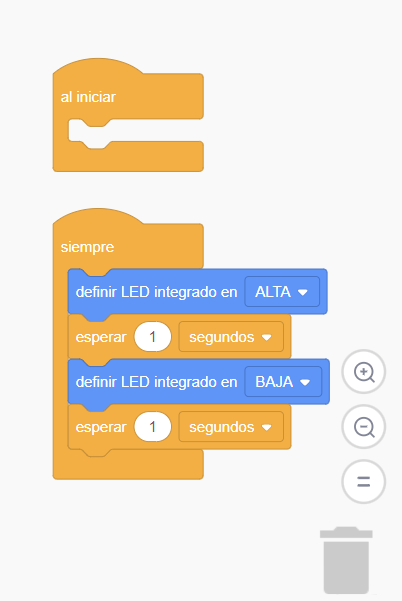 al iniciar
siempre
definir LED integrado en ALTA
esperar 1 segundos
definir LED integrado en BAJA
esperar 1 segundos